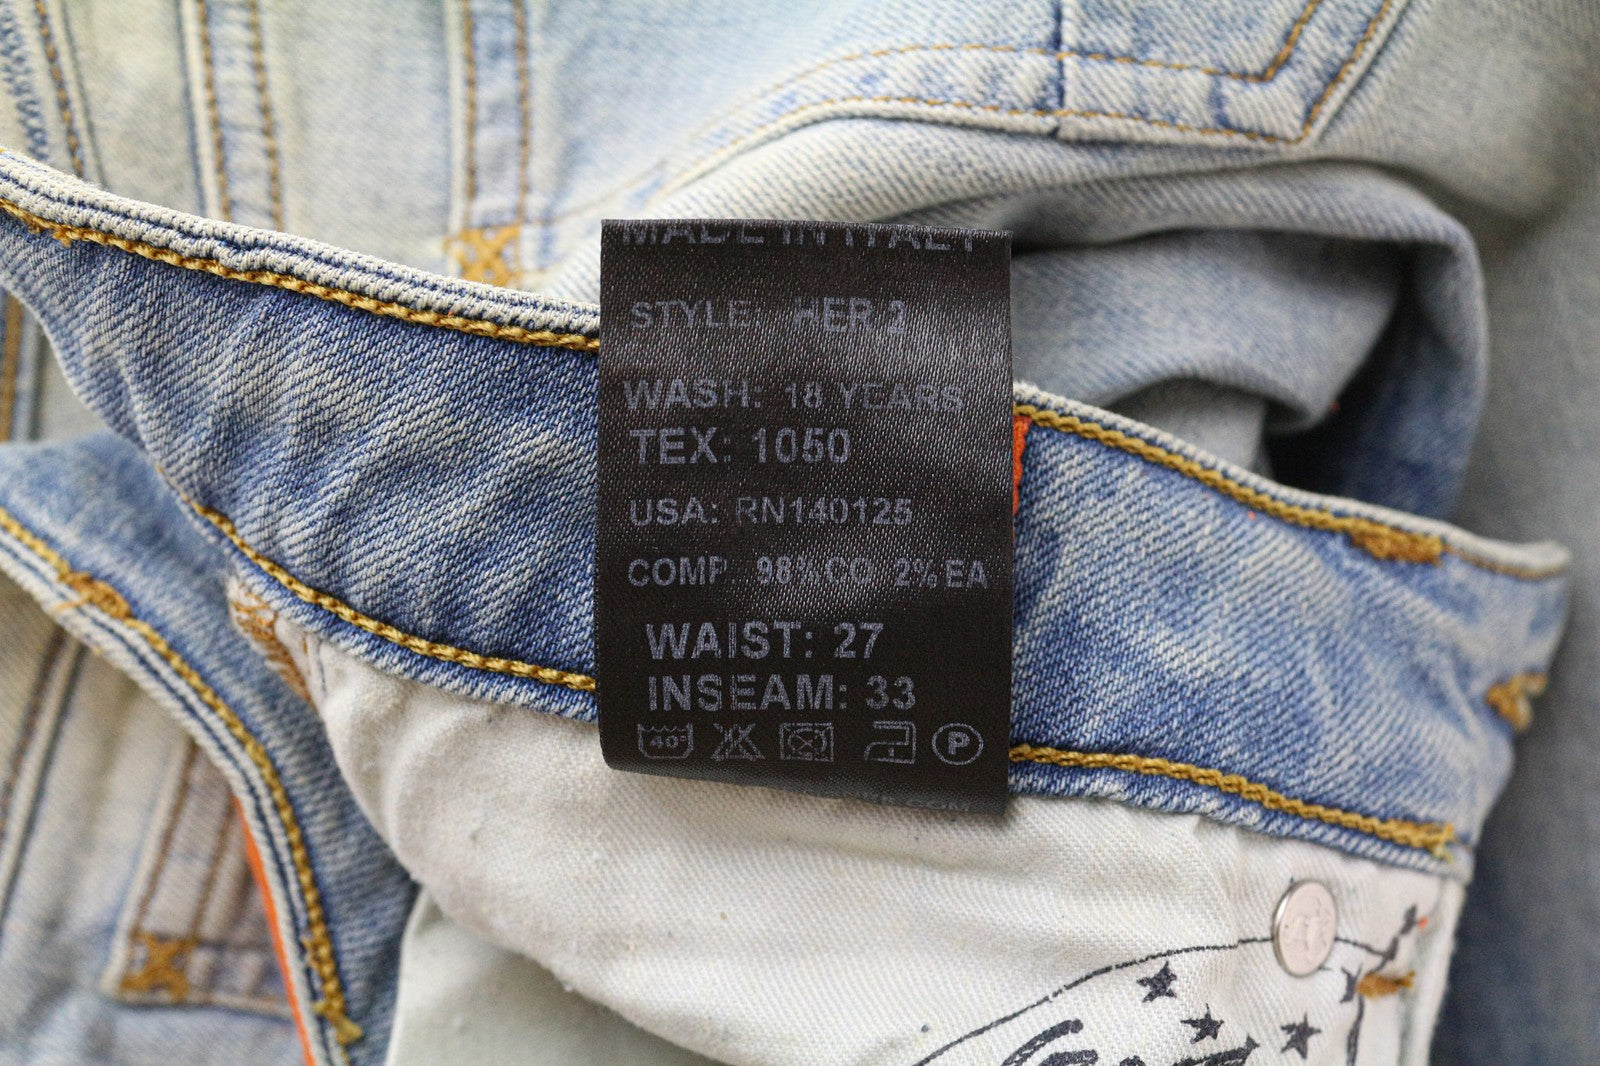 MADE IN ITALY
STYLE: HER 2
WASH: 18 YEARS
TEX: 1050
USA: RN140125
COMP. 98% CO 2% EA
WAIST: 27
INSEAM: 33
40° P